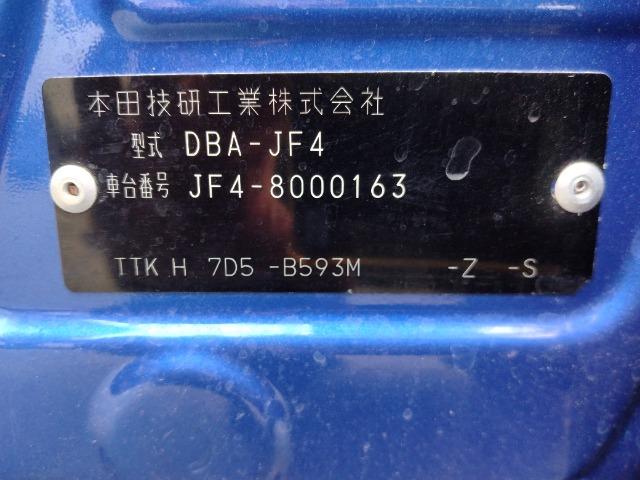 本田技研工業株式会社
型式 DBA-JF4
車台番号 JF4-8000163
TTK H 7D5 -B593M -Z -S